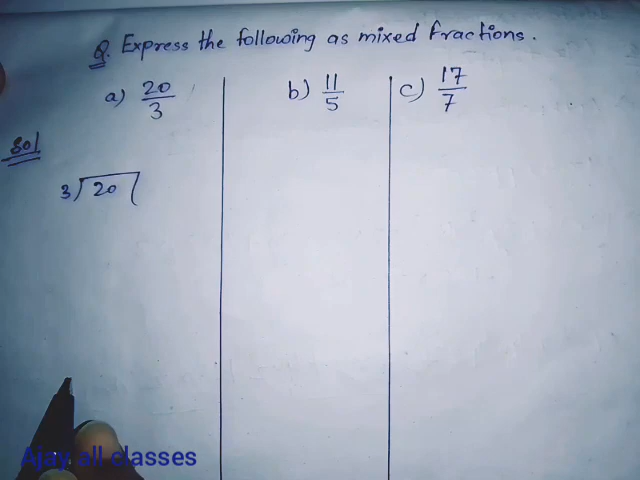 Q. Express the following as mixed fractions.
a) 20/3 b) 11/5 c) 17/7
Sol
3) 20 (
Ajay all classes